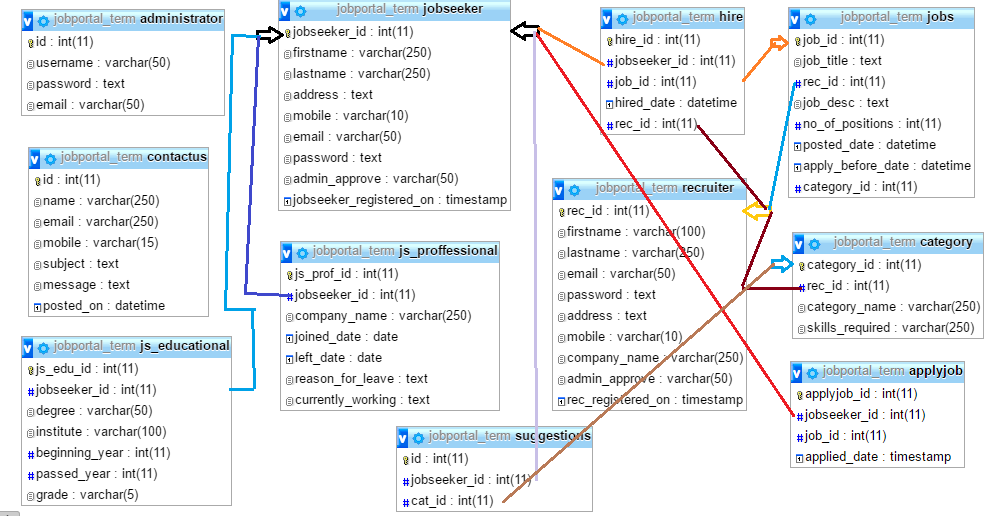 jobportal_term administrator
id : int(11)
username : varchar(50)
password : text
email : varchar(50)
jobportal_term contactus
id : int(11)
name : varchar(250)
email : varchar(250)
mobile : varchar(15)
subject : text
message : text
posted_on : datetime
jobportal_term js_educational
js_edu_id : int(11)
jobseeker_id : int(11)
degree : varchar(50)
institute : varchar(100)
beginning_year : int(11)
passed_year : int(11)
grade : varchar(5)
jobportal_term jobseeker
jobseeker_id : int(11)
firstname : varchar(250)
lastname : varchar(250)
address : text
mobile : varchar(10)
email : varchar(50)
password : text
admin_approve : varchar(50)
jobseeker_registered_on : timestamp
jobportal_term js_proffessional
js_prof_id : int(11)
jobseeker_id : int(11)
company_name : varchar(250)
joined_date : date
left_date : date
reason_for_leave : text
currently_working : text
jobportal_term suggestions
id : int(11)
jobseeker_id : int(11)
cat_id : int(11)
jobportal_term hire
hire_id : int(11)
jobseeker_id : int(11)
job_id : int(11)
hired_date : datetime
rec_id : int(11)
jobportal_term recruiter
rec_id : int(11)
firstname : varchar(100)
lastname : varchar(250)
email : varchar(50)
password : text
address : text
mobile : varchar(10)
company_name : varchar(250)
admin_approve : varchar(50)
rec_registered_on : timestamp
jobportal_term jobs
job_id : int(11)
job_title : text
rec_id : int(11)
job_desc : text
no_of_positions : int(11)
posted_date : datetime
apply_before_date : datetime
category_id : int(11)
jobportal_term category
category_id : int(11)
rec_id : int(11)
category_name : varchar(250)
skills_required : varchar(250)
jobportal_term applyjob
applyjob_id : int(11)
jobseeker_id : int(11)
job_id : int(11)
applied_date : timestamp